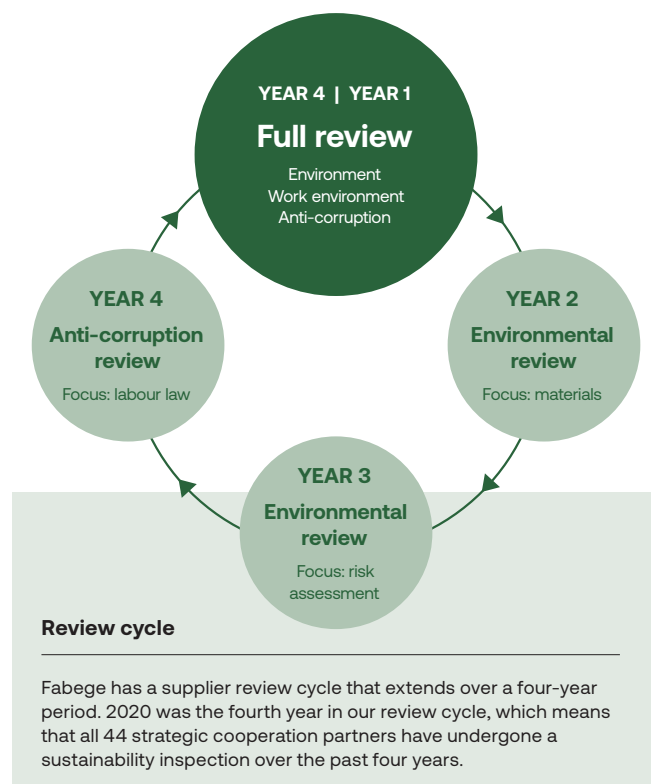 YEAR 4 | YEAR 1
Full review
Environment
Work environment
Anti-corruption
YEAR 2
Environmental
review
Focus: materials
YEAR 3
Environmental
review
Focus: risk
assessment
YEAR 4
Anti-corruption
review
Focus: labour law
Review cycle
Fabege has a supplier review cycle that extends over a four-year
period. 2020 was the fourth year in our review cycle, which means
that all 44 strategic cooperation partners have undergone a
sustainability inspection over the past four years.